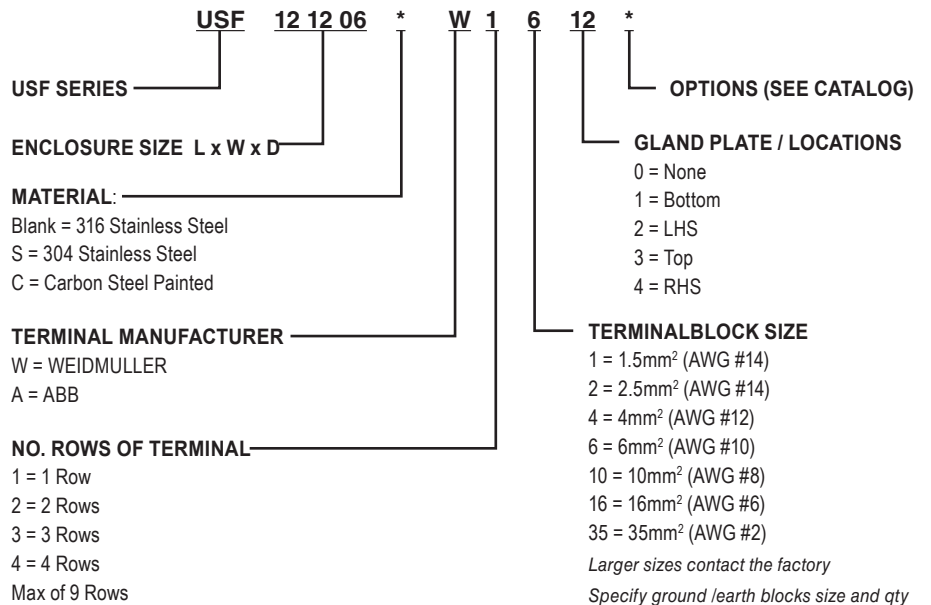 USF 12 12 06 * W 1 6 12 *
USF SERIES
ENCLOSURE SIZE L x W x D
MATERIAL:
Blank = 316 Stainless Steel
S = 304 Stainless Steel
C = Carbon Steel Painted
TERMINAL MANUFACTURER
W = WEIDMULLER
A = ABB
NO. ROWS OF TERMINAL
1 = 1 Row
2 = 2 Rows
3 = 3 Rows
4 = 4 Rows
Max of 9 Rows
OPTIONS (SEE CATALOG)
GLAND PLATE / LOCATIONS
0 = None
1 = Bottom
2 = LHS
3 = Top
4 = RHS
TERMINALBLOCK SIZE
1 = 1.5mm² (AWG #14)
2 = 2.5mm² (AWG #14)
4 = 4mm² (AWG #12)
6 = 6mm² (AWG #10)
10 = 10mm² (AWG #8)
16 = 16mm² (AWG #6)
35 = 35mm² (AWG #2)
Larger sizes contact the factory
Specify ground /earth blocks size and qty